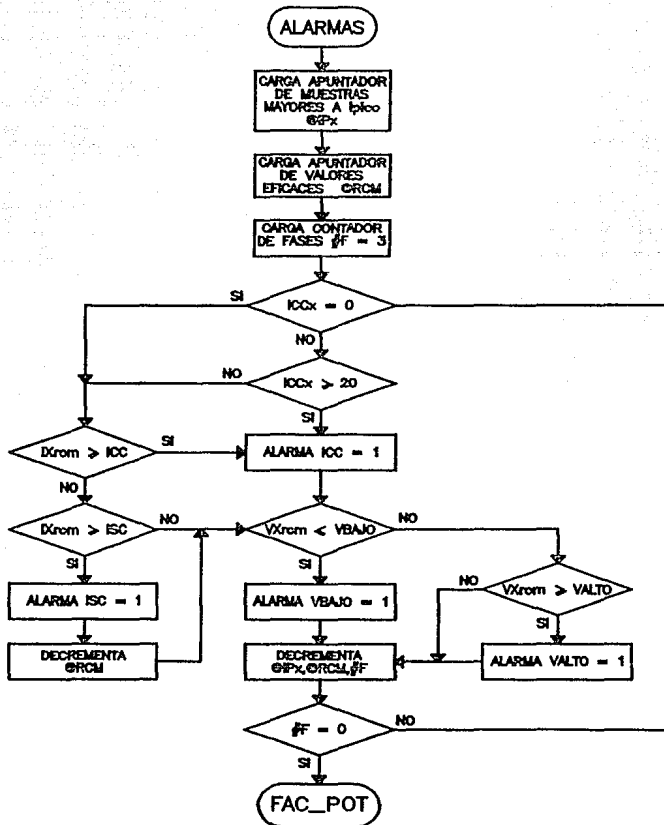 ALARMAS
CARGA APUNTADOR
DE MUESTRAS
MAYORES A Ipico
@IPx
CARGA APUNTADOR
DE VALORES
EFICACES @RCM
CARGA CONTADOR
DE FASES #F = 3
SI
ICCx = 0
NO
NO
ICCx > 20
SI
IXrcm > ICC
SI
ALARMA ICC = 1
NO
IXrcm > ISC
NO
VXrcm < VBAJO
NO
SI
SI
NO
VXrcm > VALTO
ALARMA ISC = 1
ALARMA VBAJO = 1
SI
DECREMENTA
@RCM
DECREMENTA
@IPx,@RCM,#F
ALARMA VALTO = 1
#F = 0
NO
SI
FAC_POT